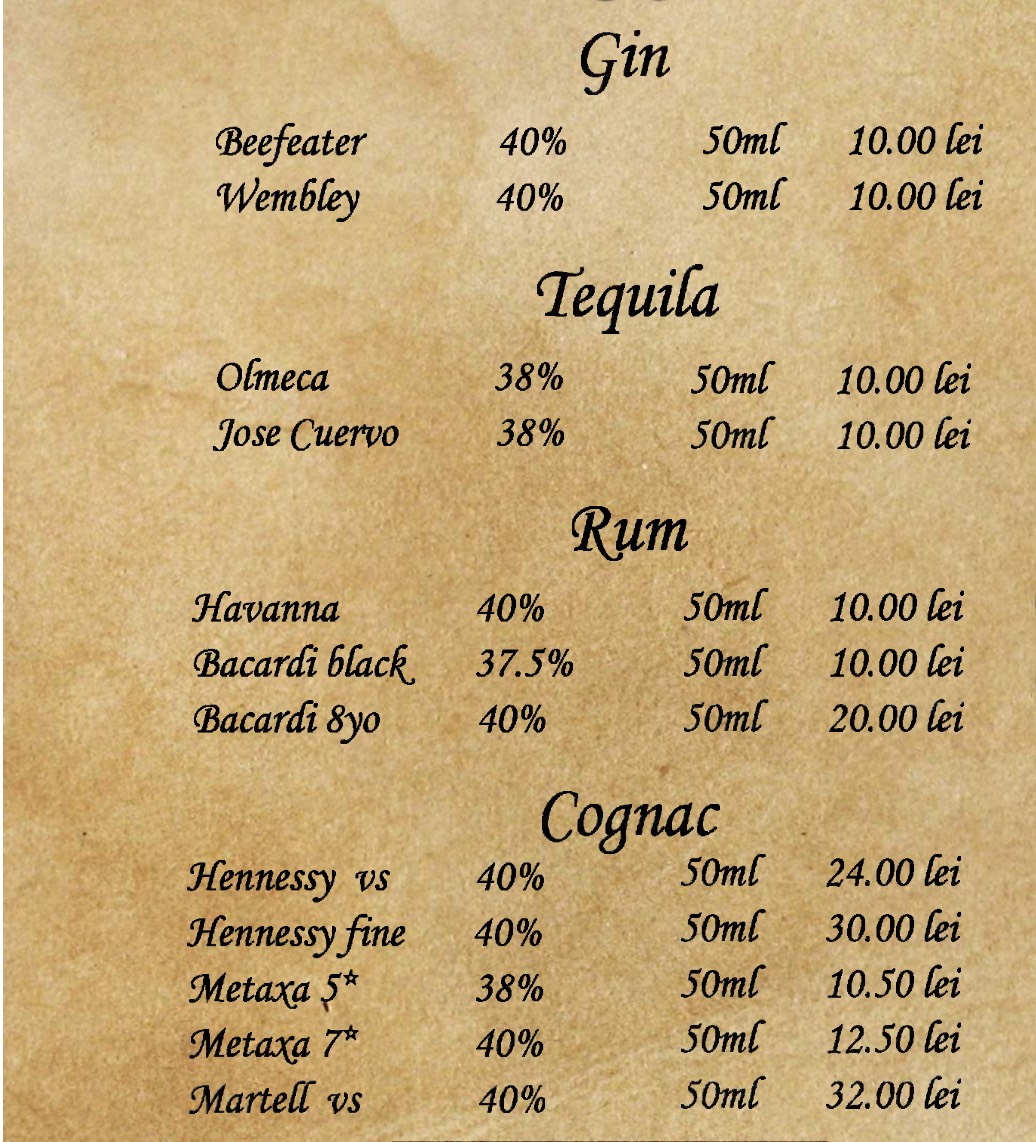 Gin
Beefeater 40% 50ml 10.00 lei
Wembley 40% 50ml 10.00 lei
Tequila
Olmeca 38% 50ml 10.00 lei
Jose Cuervo 38% 50ml 10.00 lei
Rum
Havanna 40% 50ml 10.00 lei
Bacardi black 37.5% 50ml 10.00 lei
Bacardi 8yo 40% 50ml 20.00 lei
Cognac
Hennessy vs 40% 50ml 24.00 lei
Hennessy fine 40% 50ml 30.00 lei
Metaxa 5* 38% 50ml 10.50 lei
Metaxa 7* 40% 50ml 12.50 lei
Martell vs 40% 50ml 32.00 lei